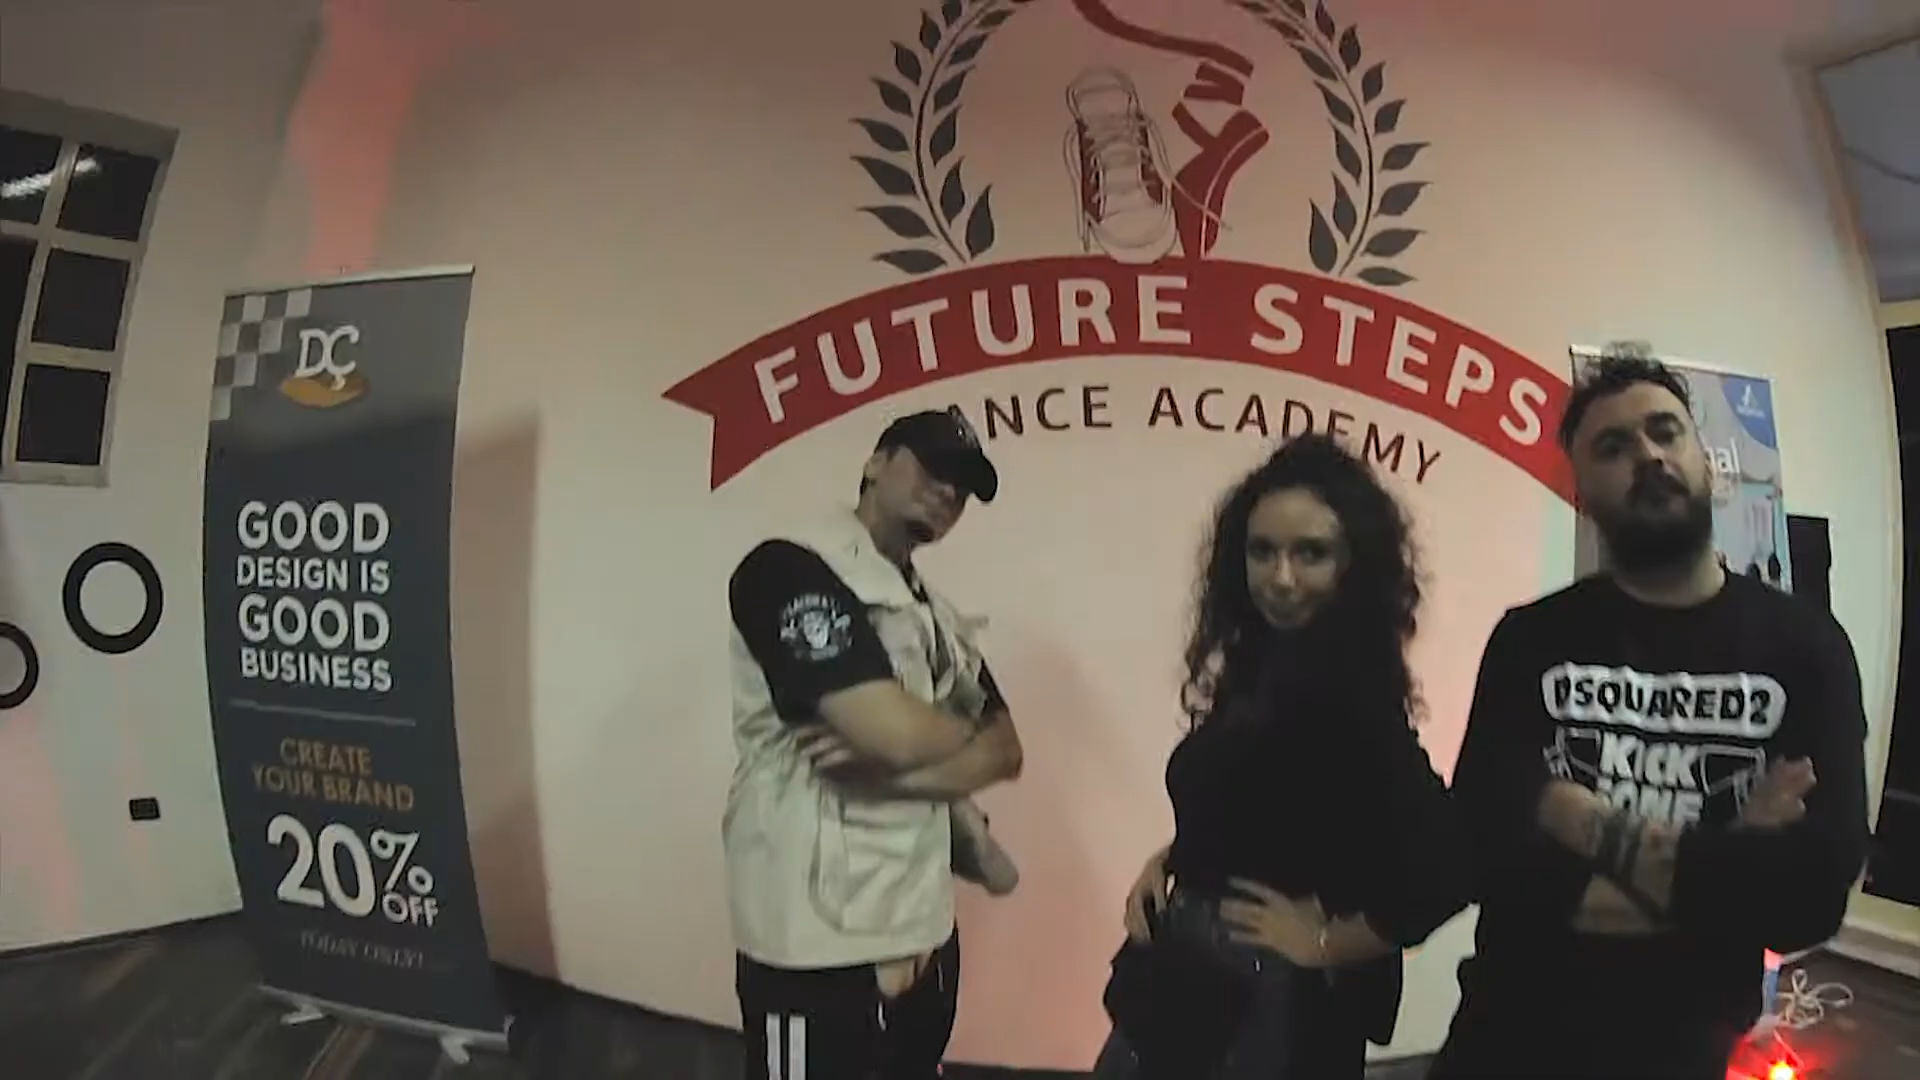 FUTURE STEPS
ANCE ACADEMY
DÇ
GOOD
DESIGN IS
GOOD
BUSINESS
CREATE
YOUR BRAND
20%
OFF
TODAY ONLY!
DSQUARED2
KICK